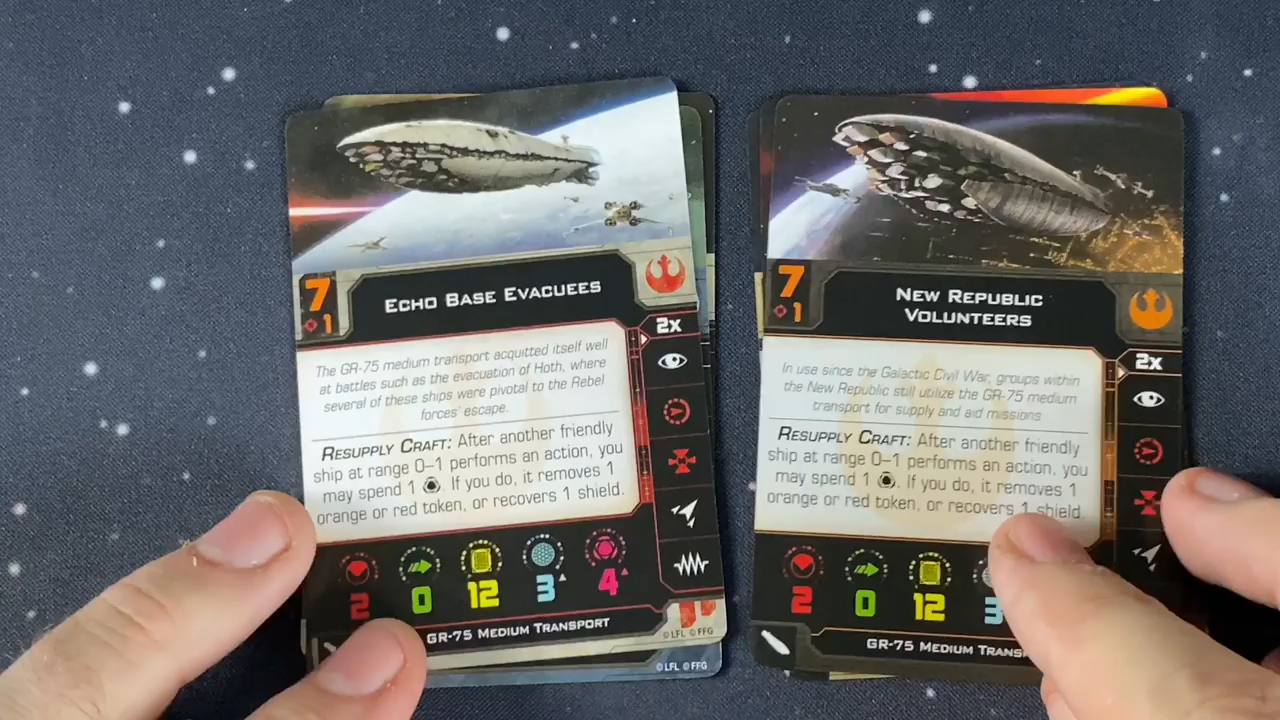 7
1
ECHO BASE EVACUEES
2x
The GR-75 medium transport acquitted itself well
at battles such as the evacuation of Hoth, where
several of these ships were pivotal to the Rebel
forces' escape.
RESUPPLY CRAFT: After another friendly
ship at range 0–1 performs an action, you
may spend 1 . If you do, it removes 1
orange or red token, or recovers 1 shield.
2 0 12 3 4
GR-75 MEDIUM TRANSPORT
© LFL © FFG
© LFL © FFG
7
1
NEW REPUBLIC
VOLUNTEERS
2x
In use since the Galactic Civil War, groups within
the New Republic still utilize the GR-75 medium
transport for supply and aid missions
RESUPPLY CRAFT: After another friendly
ship at range 0–1 performs an action, you
may spend 1 . If you do, it removes 1
orange or red token, or recovers 1 shield.
2 0 12 3
GR-75 MEDIUM